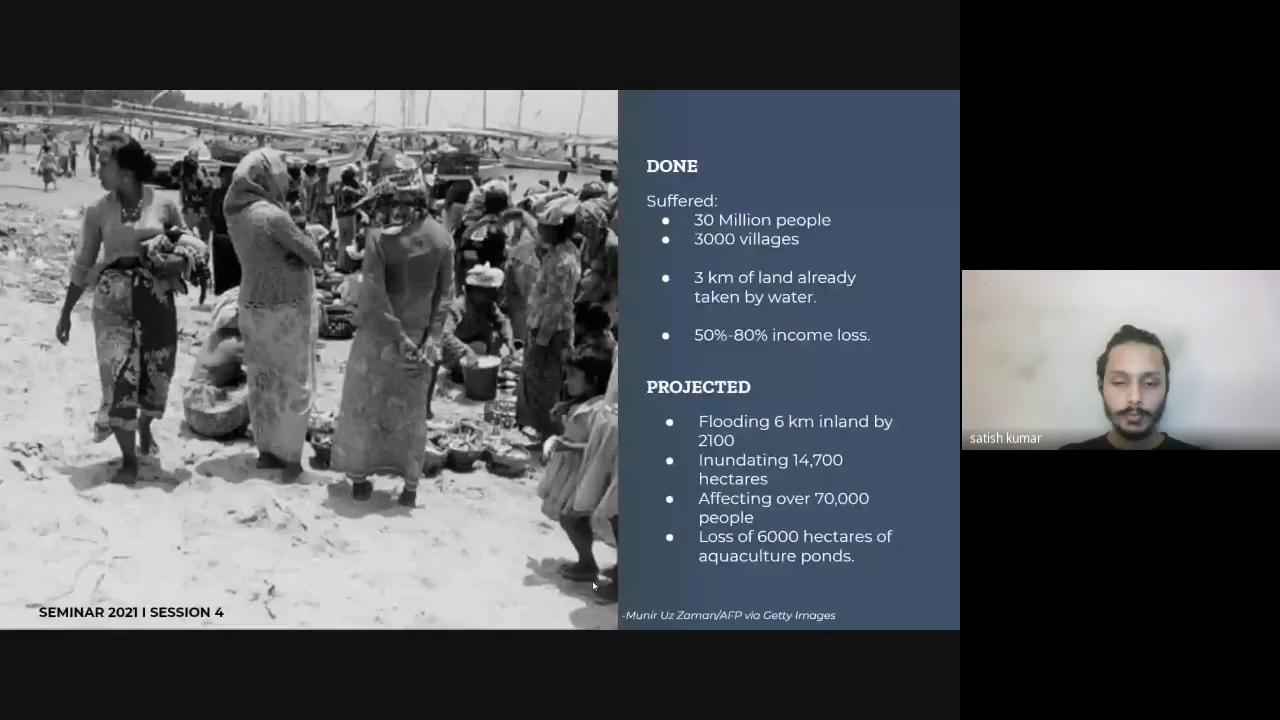 DONE
Suffered:
● 30 Million people
● 3000 villages
● 3 km of land already
taken by water.
● 50%-80% income loss.
PROJECTED
● Flooding 6 km inland by
2100
● Inundating 14,700
hectares
● Affecting over 70,000
people
● Loss of 6000 hectares of
aquaculture ponds.
SEMINAR 2021 I SESSION 4
-Munir Uz Zaman/AFP via Getty Images
satish kumar